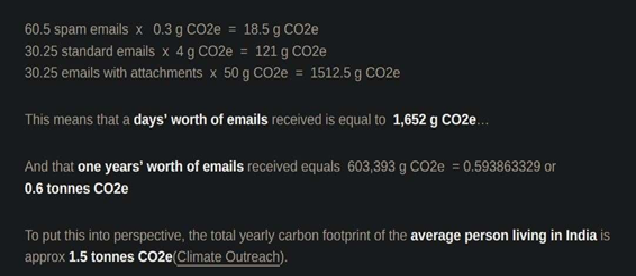 60.5 spam emails x 0.3 g CO2e = 18.5 g CO2e
30.25 standard emails x 4 g CO2e = 121 g CO2e
30.25 emails with attachments x 50 g CO2e = 1512.5 g CO2e
This means that a days' worth of emails received is equal to 1,652 g CO2e…
And that one years' worth of emails received equals 603,393 g CO2e = 0.593863329 or
0.6 tonnes CO2e
To put this into perspective, the total yearly carbon footprint of the average person living in India is
approx 1.5 tonnes CO2e(Climate Outreach).